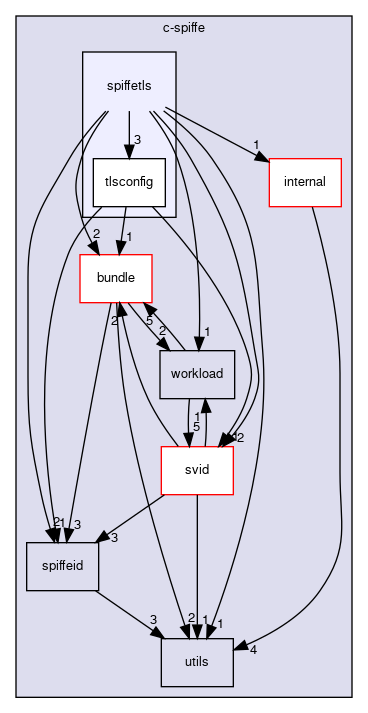 c-spiffe
spiffetls
3
1
tlsconfig
internal
2
1
bundle
2
5
2
1
workload
1
5
2
svid
2
1
3
3
spiffeid
3
2
1
1
4
utils